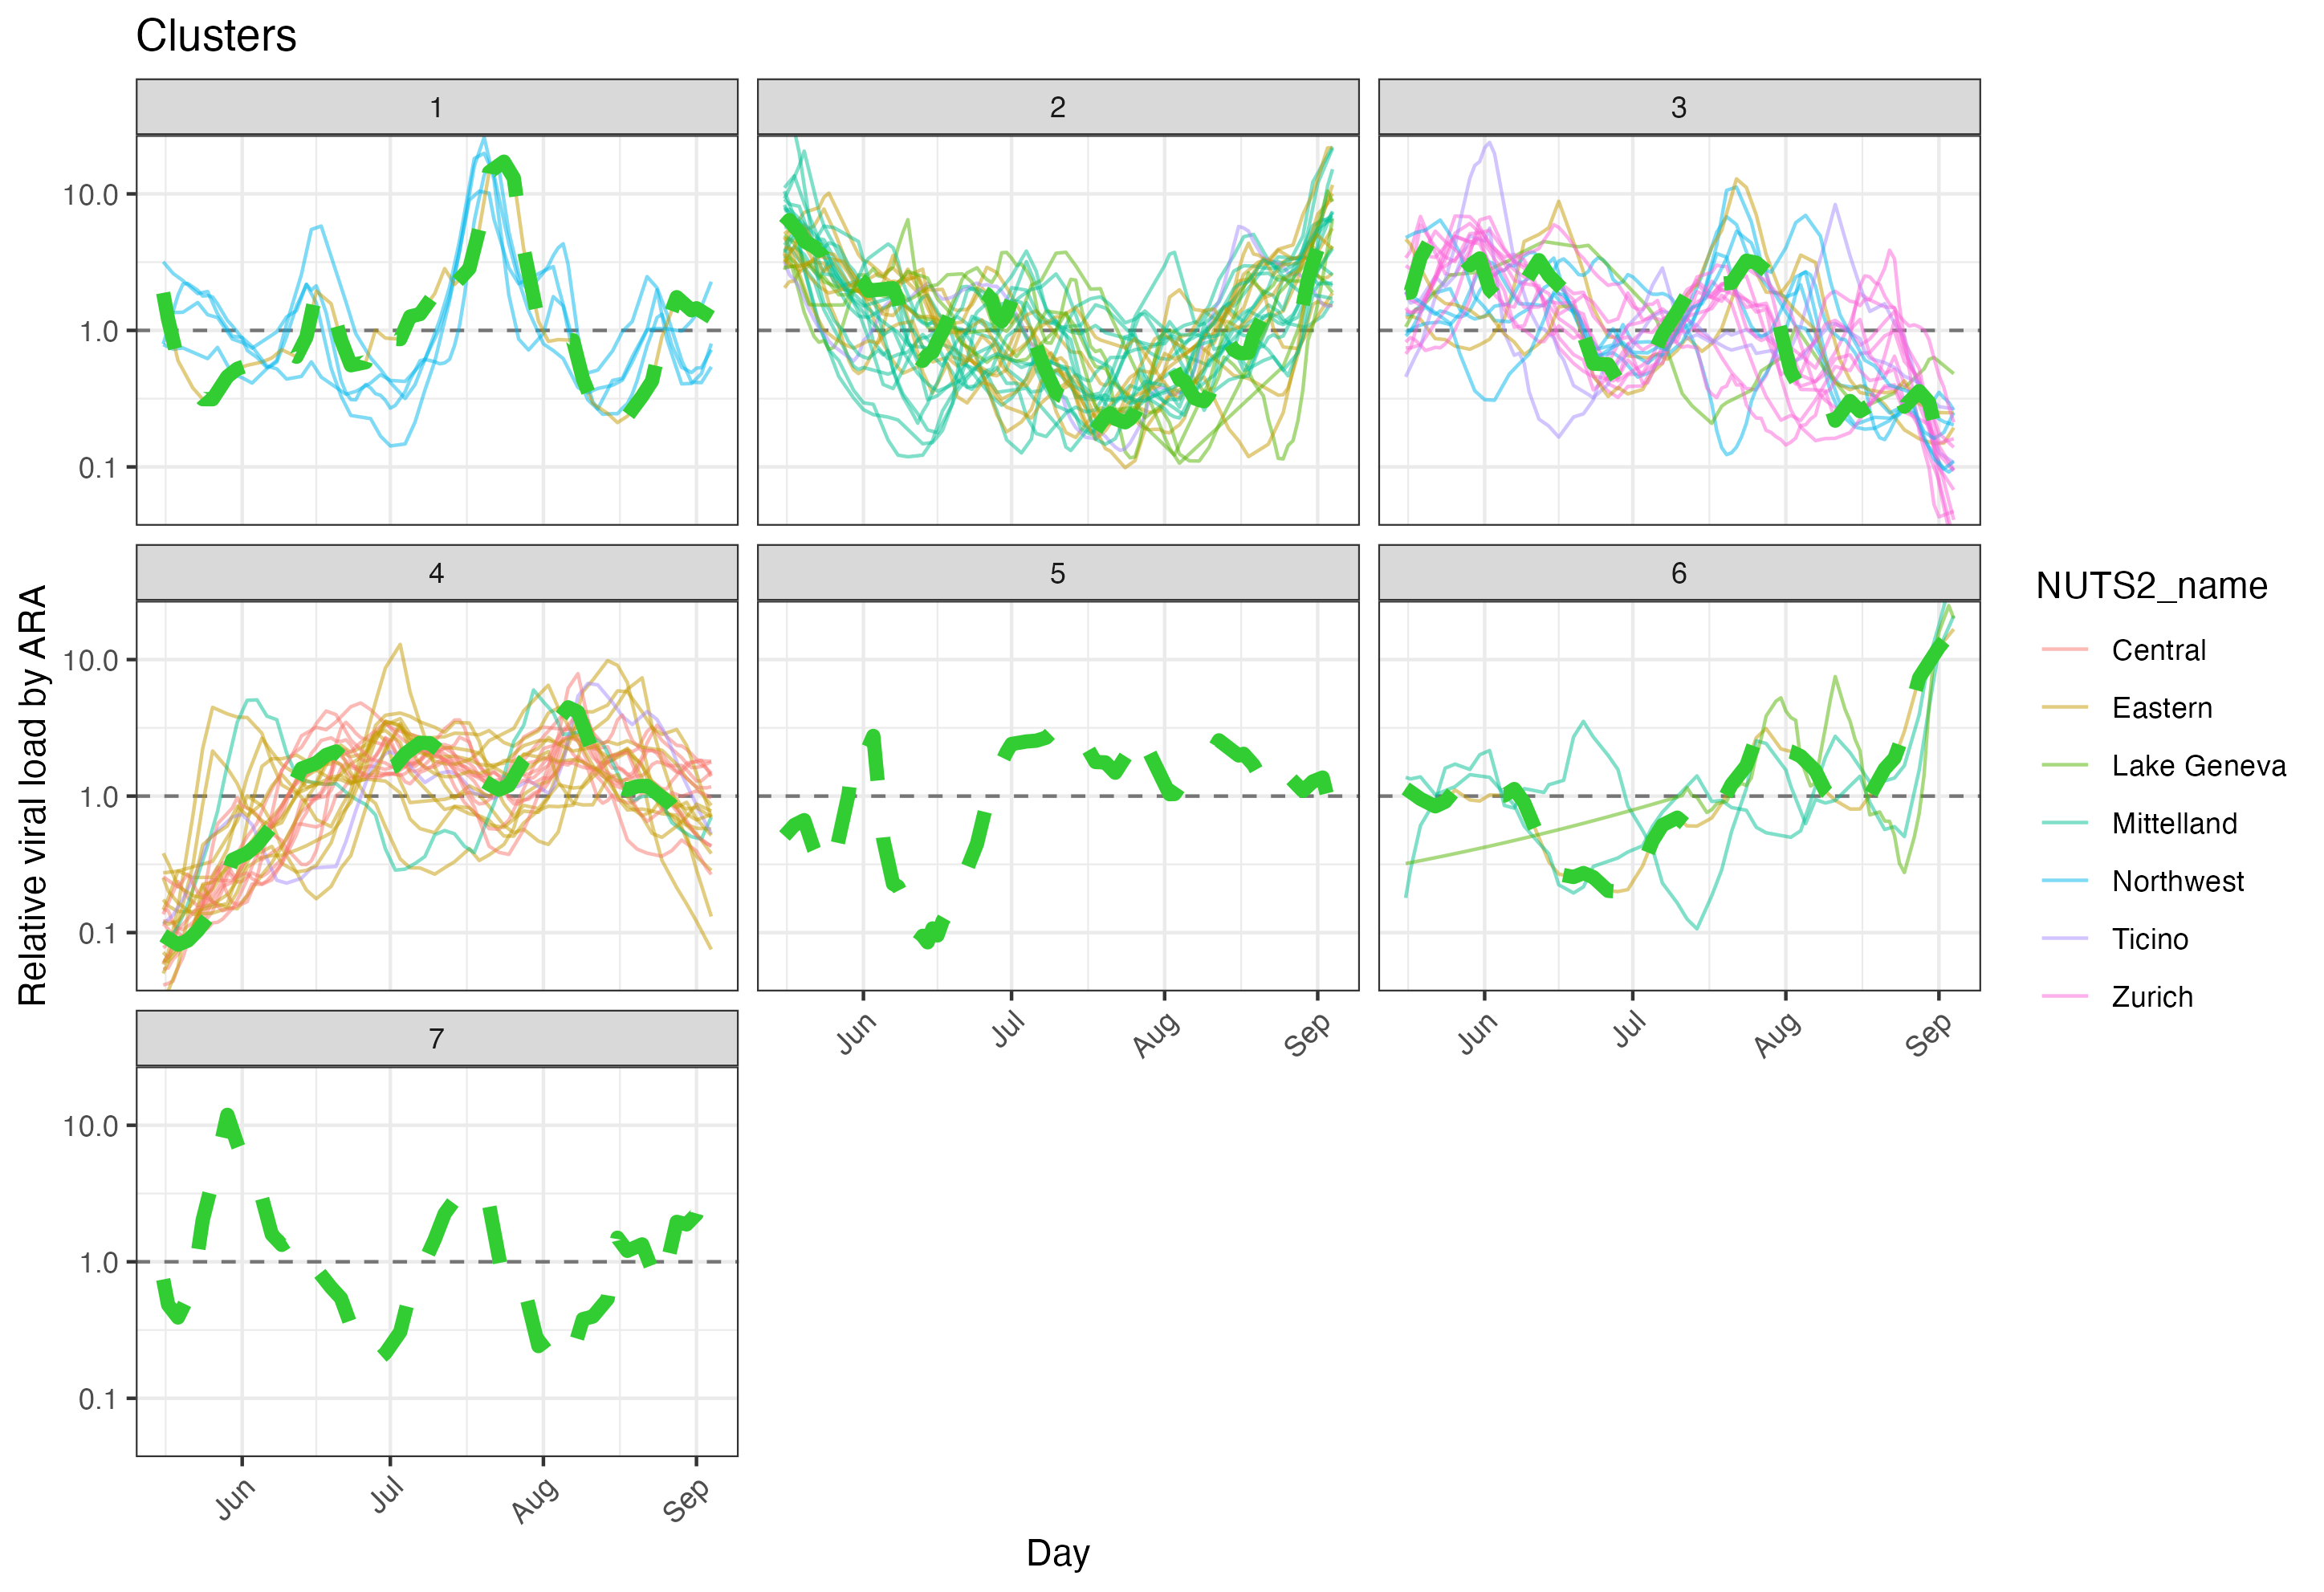 Clusters
1
2
3
10.0
1.0
0.1
4
5
6
10.0
1.0
0.1
Jun
Jul
Aug
Sep
Jun
Jul
Aug
Sep
7
10.0
1.0
0.1
Jun
Jul
Aug
Sep
Relative viral load by ARA
Day
NUTS2_name
Central
Eastern
Lake Geneva
Mittelland
Northwest
Ticino
Zurich